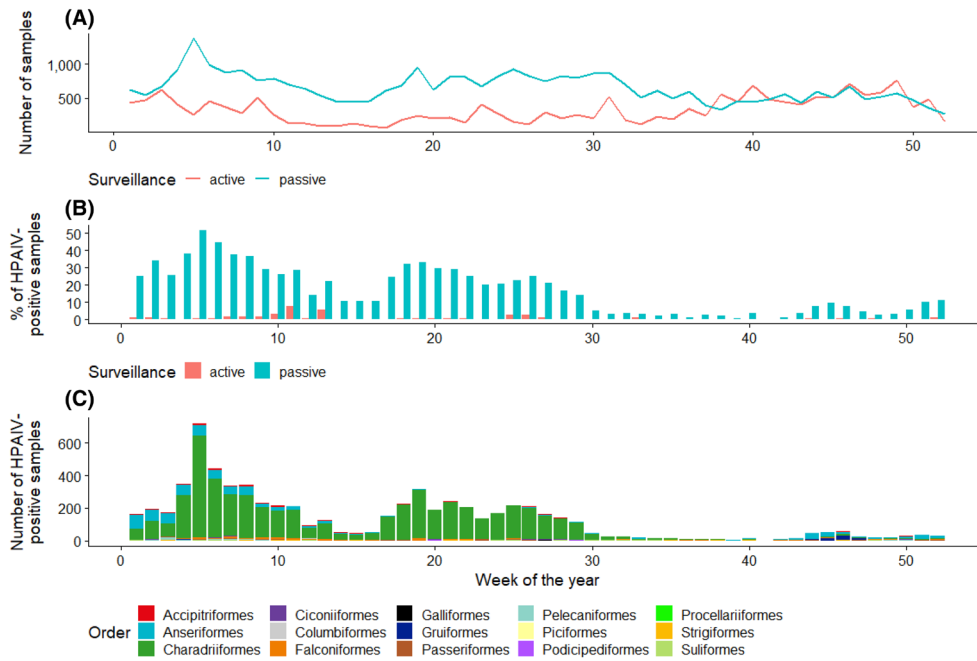 (A)
Number of samples
1,000
500
0 10 20 30 40 50
Surveillance active passive
(B)
% of HPAIV-
positive samples
50
40
30
20
10
0
0 10 20 30 40 50
Surveillance active passive
(C)
Number of HPAIV-
positive samples
600
400
200
0
0 10 20 30 40 50
Week of the year
Order
Accipitriformes Ciconiiformes Galliformes Pelecaniformes Procellariiformes
Anseriformes Columbiformes Gruiformes Piciformes Strigiformes
Charadriiformes Falconiformes Passeriformes Podicipediformes Suliformes